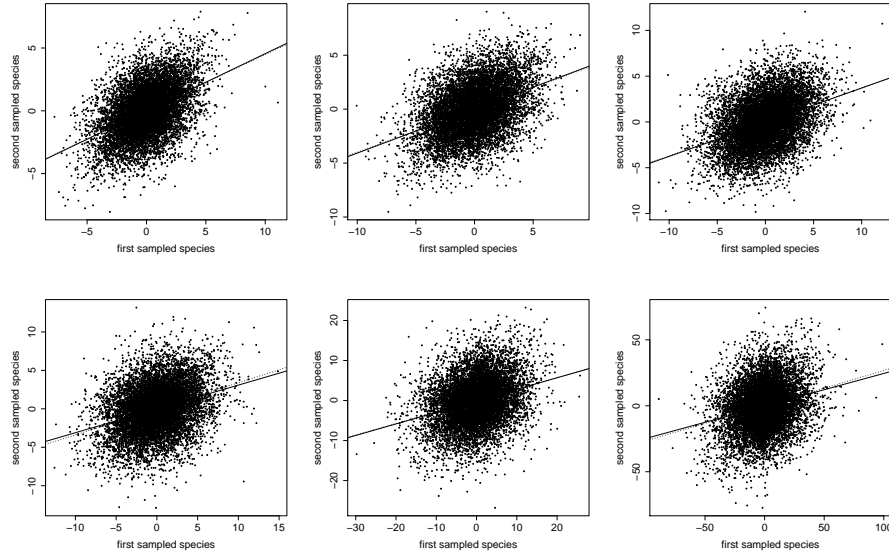 5
0
−5
second sampled species
−5 0 5 10
first sampled species
5
0
−5
−10
second sampled species
−10 −5 0 5
first sampled species
10
5
0
−5
−10
second sampled species
−10 −5 0 5 10
first sampled species
10
5
0
−5
−10
second sampled species
−10 −5 0 5 10 15
first sampled species
20
10
0
−10
−20
second sampled species
−30 −20 −10 0 10 20
first sampled species
50
0
−50
second sampled species
−50 0 50 100
first sampled species